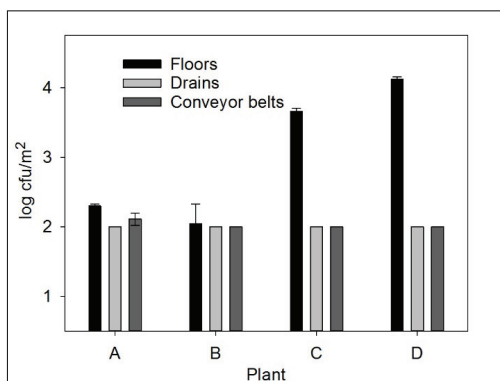 Floors
Drains
Conveyor belts
log cfu/m²
4
3
2
1
A B C D
Plant